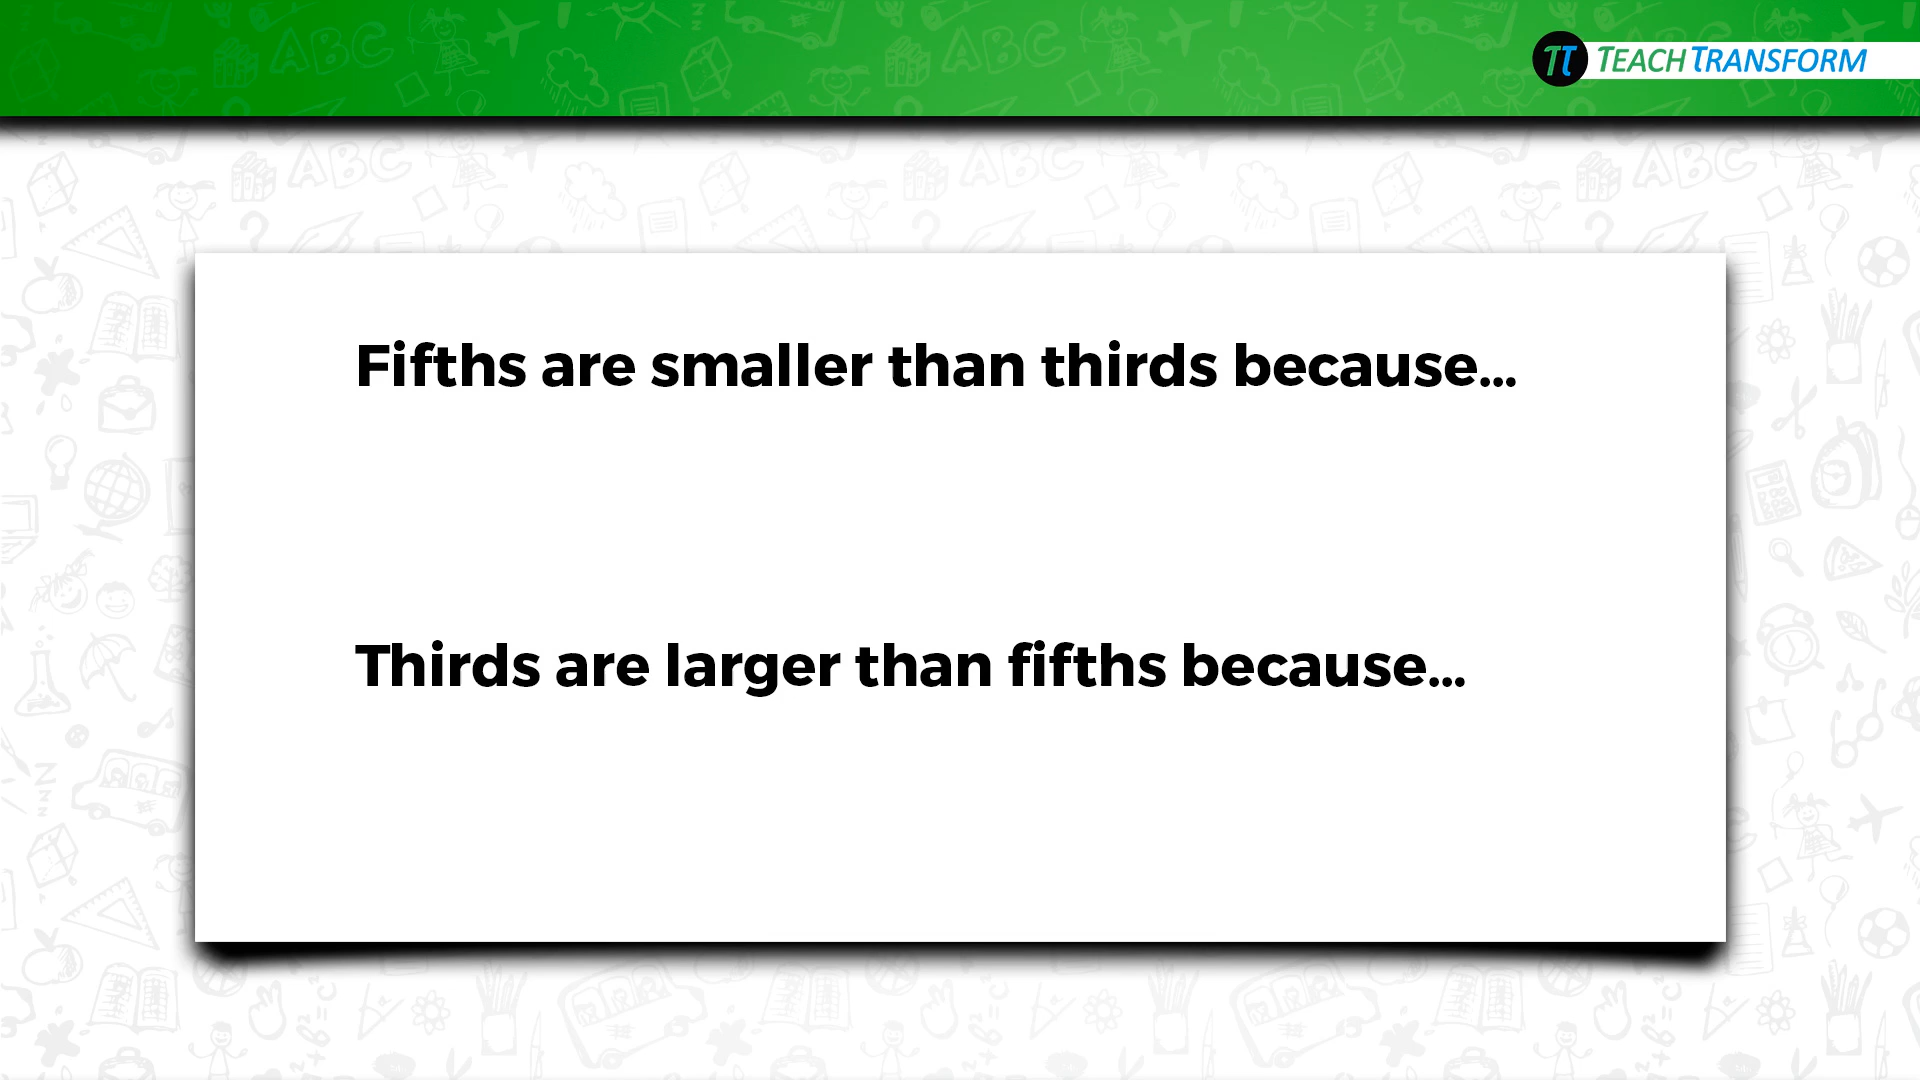 TEACH TRANSFORM
Fifths are smaller than thirds because...
Thirds are larger than fifths because...